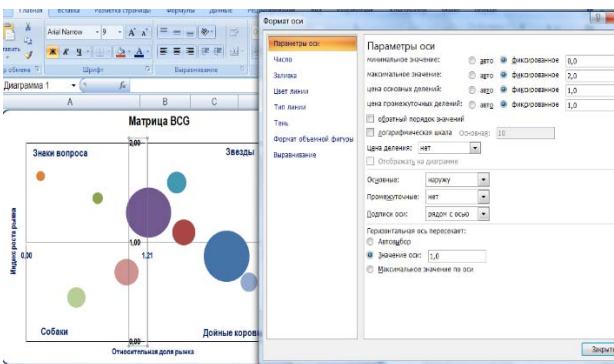 Главная Вставка Разметка страницы Формулы Данные
Arial Narrow 9 A A
Ж К Ч А
Шрифт Выравнивание
Диаграмма 1 fx
A B C
Матрица BCG
2,00
Знаки вопроса Звезды
Индекс роста рынка
1,00
0,00 1,21
0,00
Собаки Дойные коровы
Относительная доля рынка
Формат оси
Параметры оси
Число
Заливка
Цвет линии
Тип линии
Тень
Формат объемной фигуры
Выравнивание
Параметры оси
минимальное значение: авто фиксированное 0,0
максимальное значение: авто фиксированное 2,0
цена основных делений: авто фиксированное 1,0
цена промежуточных делений: авто фиксированное 1,0
обратный порядок значений
логарифмическая шкала Основная: 10
Цена деления: нет
Отображать на диаграмме
Основные: наружу
Промежуточные: нет
Подписи оси: рядом с осью
Горизонтальная ось пересекает:
Автовыбор
Значение оси: 1,0
Максимальное значение по оси
Закрыть